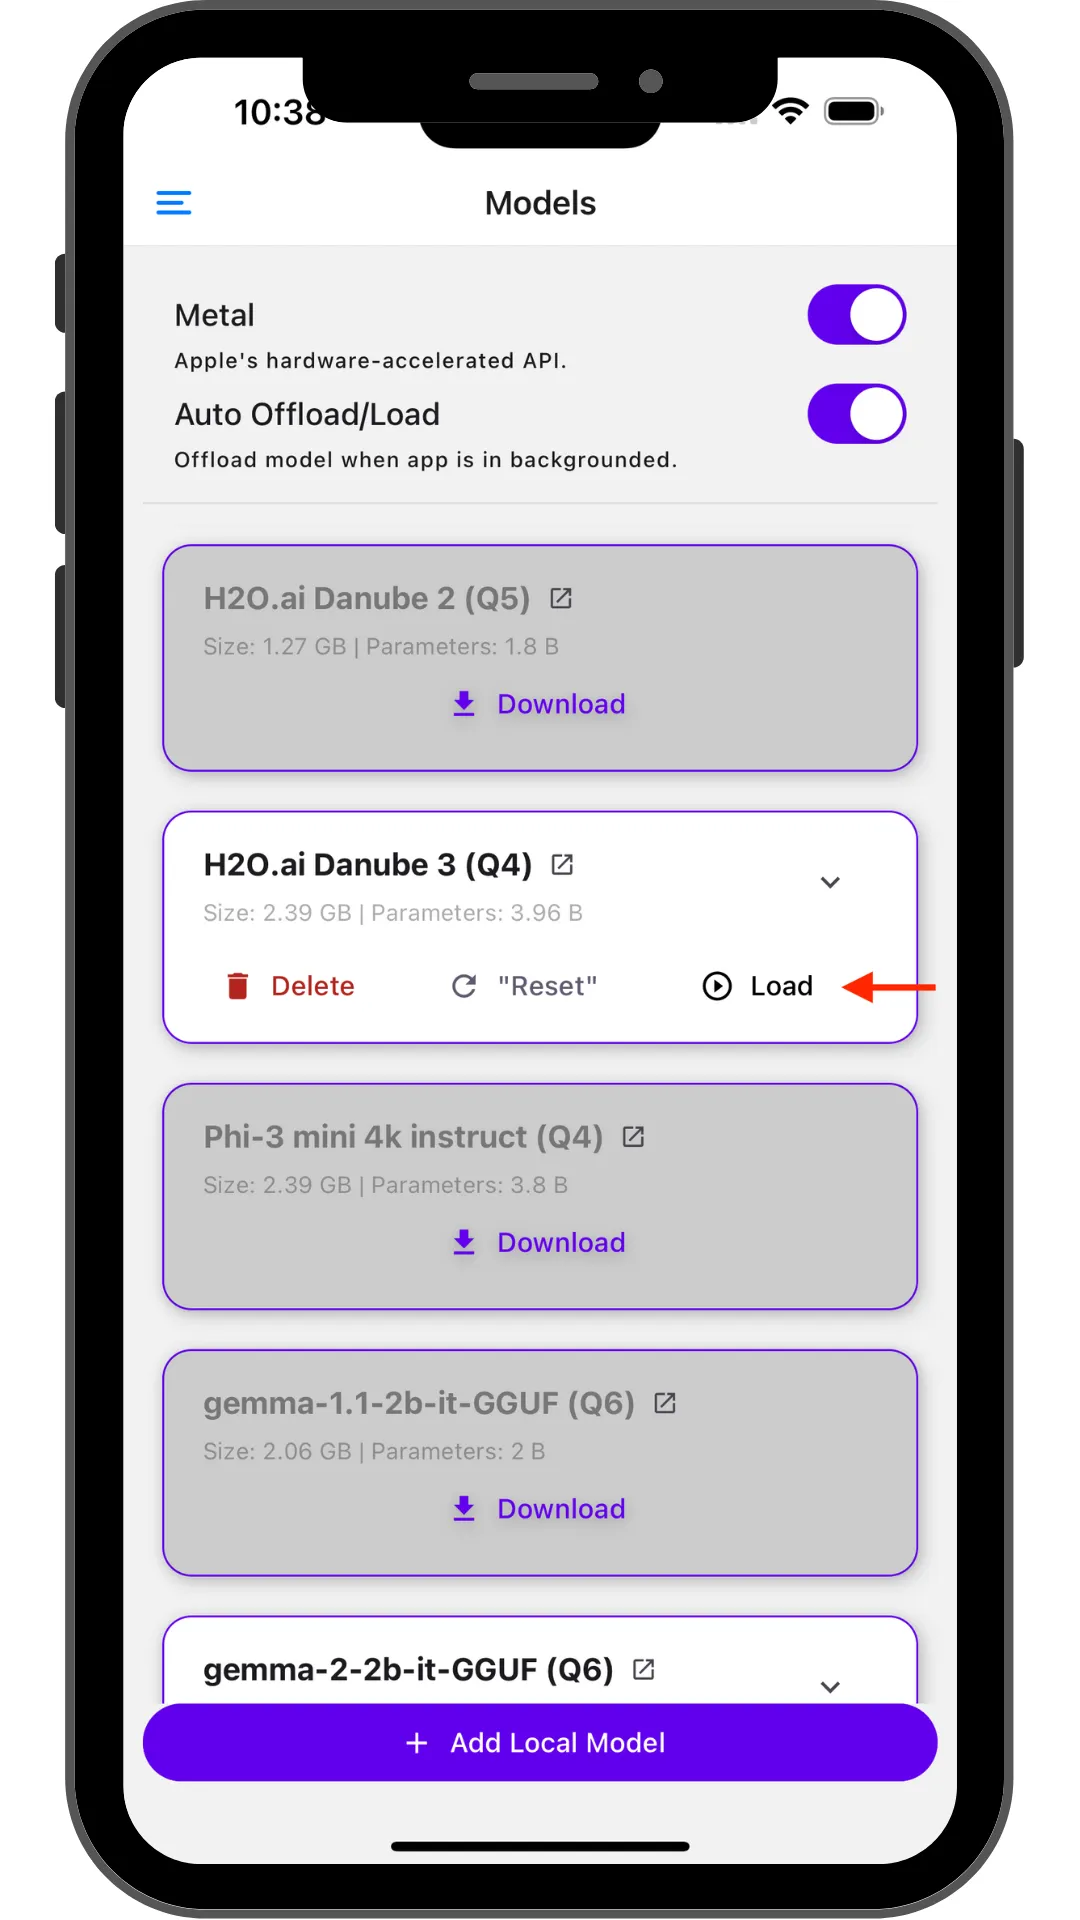 10:38
Models
Metal
Apple's hardware-accelerated API.
Auto Offload/Load
Offload model when app is in backgrounded.
H2O.ai Danube 2 (Q5)
Size: 1.27 GB | Parameters: 1.8 B
Download
H2O.ai Danube 3 (Q4)
Size: 2.39 GB | Parameters: 3.96 B
Delete "Reset" Load
Phi-3 mini 4k instruct (Q4)
Size: 2.39 GB | Parameters: 3.8 B
Download
gemma-1.1-2b-it-GGUF (Q6)
Size: 2.06 GB | Parameters: 2 B
Download
gemma-2-2b-it-GGUF (Q6)
+ Add Local Model